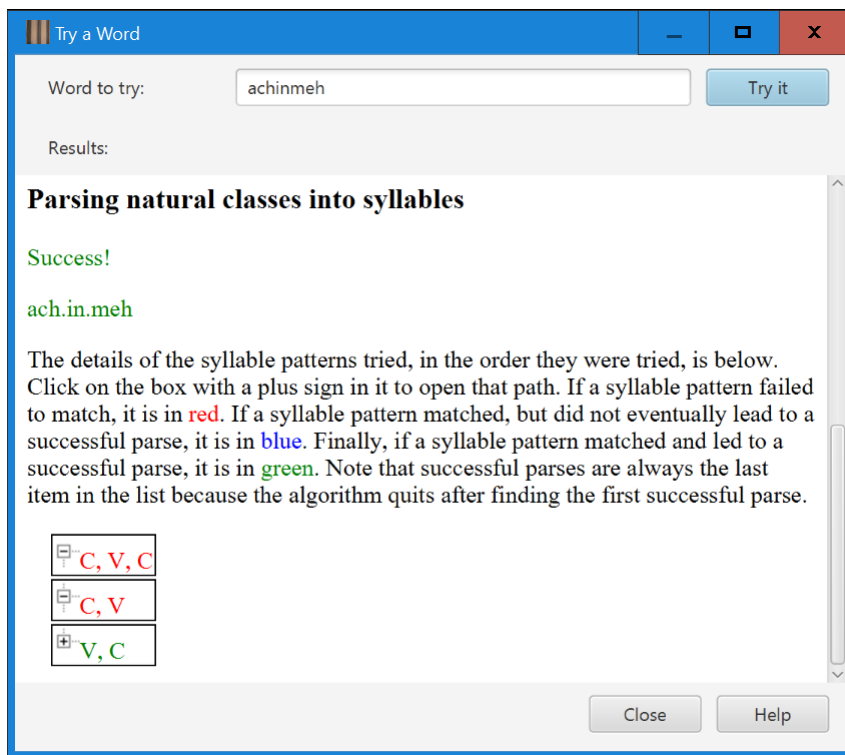 Try a Word
Word to try:
achinmeh
Try it
Results:
Parsing natural classes into syllables
Success!
ach.in.meh
The details of the syllable patterns tried, in the order they were tried, is below.
Click on the box with a plus sign in it to open that path. If a syllable pattern failed
to match, it is in red. If a syllable pattern matched, but did not eventually lead to a
successful parse, it is in blue. Finally, if a syllable pattern matched and led to a
successful parse, it is in green. Note that successful parses are always the last
item in the list because the algorithm quits after finding the first successful parse.
C, V, C
C, V
V, C
Close
Help